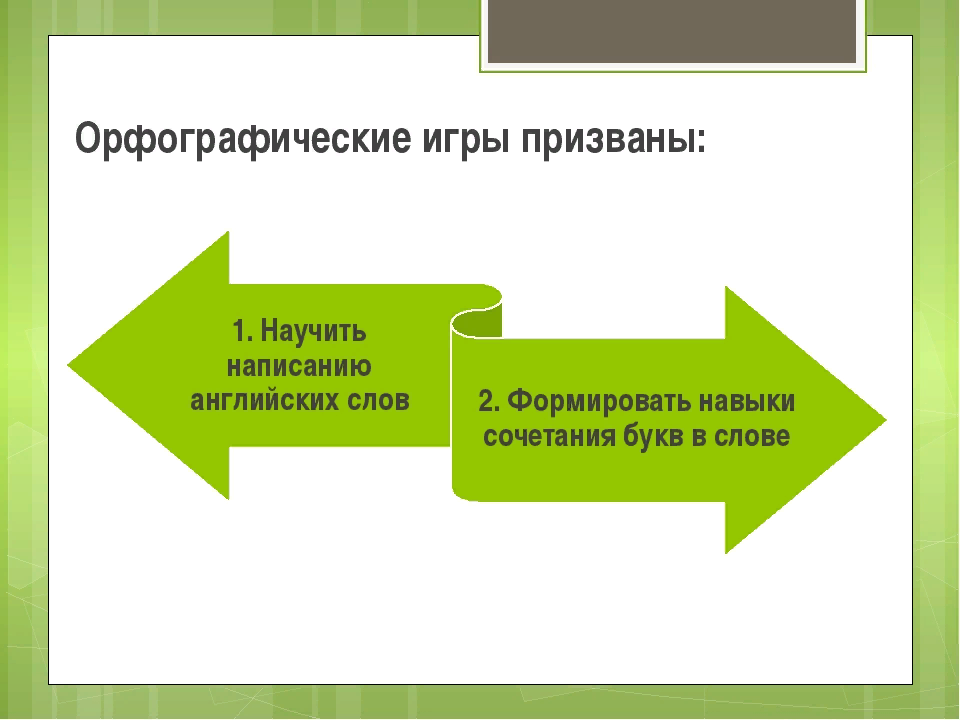 Орфографические игры призваны:
1. Научить
написанию
английских слов
2. Формировать навыки
сочетания букв в слове